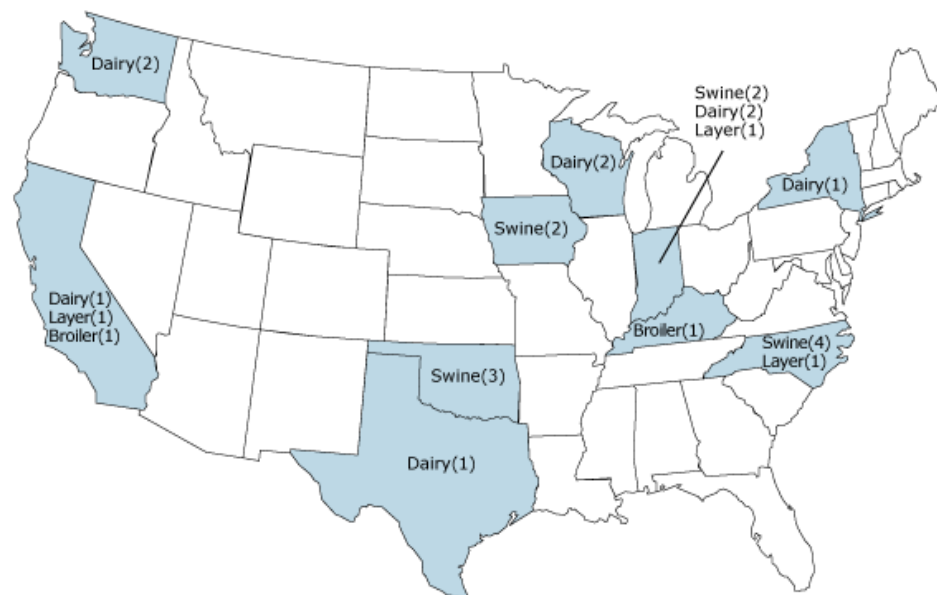 Dairy(2)
Swine(2)
Dairy(2)
Layer(1)
Dairy(2)
Dairy(1)
Swine(2)
Dairy(1)
Layer(1)
Broiler(1)
Broiler(1)
Swine(4)
Layer(1)
Swine(3)
Dairy(1)